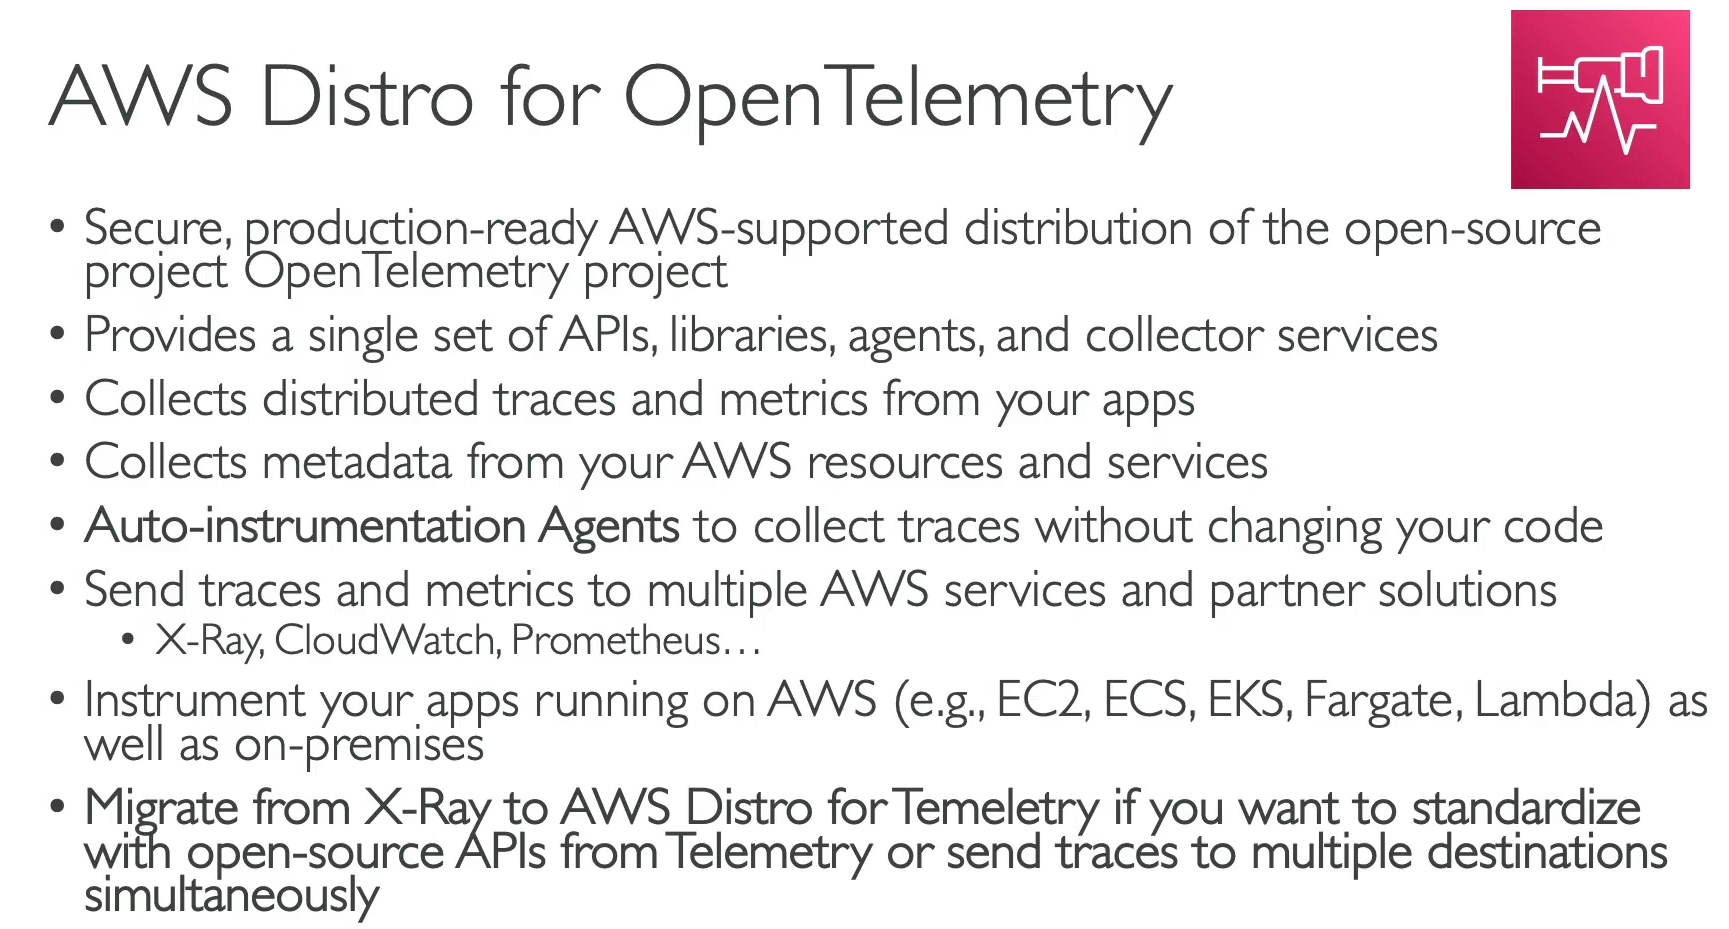 AWS Distro for OpenTelemetry
• Secure, production-ready AWS-supported distribution of the open-source
project OpenTelemetry project
• Provides a single set of APIs, libraries, agents, and collector services
• Collects distributed traces and metrics from your apps
• Collects metadata from your AWS resources and services
• Auto-instrumentation Agents to collect traces without changing your code
• Send traces and metrics to multiple AWS services and partner solutions
• X-Ray, CloudWatch, Prometheus…
• Instrument your apps running on AWS (e.g., EC2, ECS, EKS, Fargate, Lambda) as
well as on-premises
• Migrate from X-Ray to AWS Distro for Temeletry if you want to standardize
with open-source APIs from Telemetry or send traces to multiple destinations
simultaneously